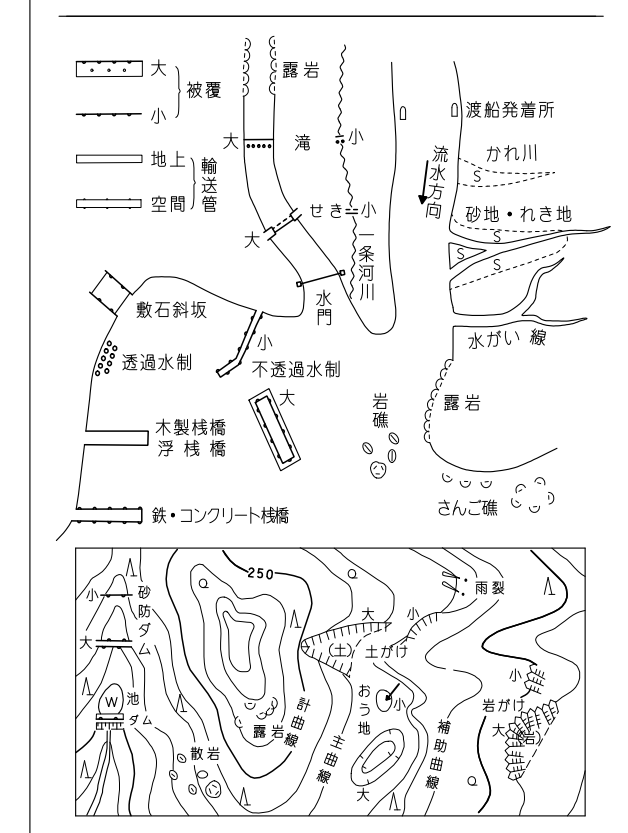 大
被覆
小
地上
輸送管
空間
露岩
大
滝
小
渡船発着所
流水方向
かれ川
S
砂地・れき地
S
S
S
せき
小
大
一条河川
水門
敷石斜坂
小
透過水制
不透過水制
大
水がい線
岩礁
露岩
木製桟橋
浮桟橋
さんご礁
鉄・コンクリート桟橋
250
小
砂防ダム
大
W
池
ダム
雨裂
大
小
(土)
土がけ
小
おう地
小
岩がけ
大
(岩)
露岩
計曲線
主曲線
補助曲線
散岩
大